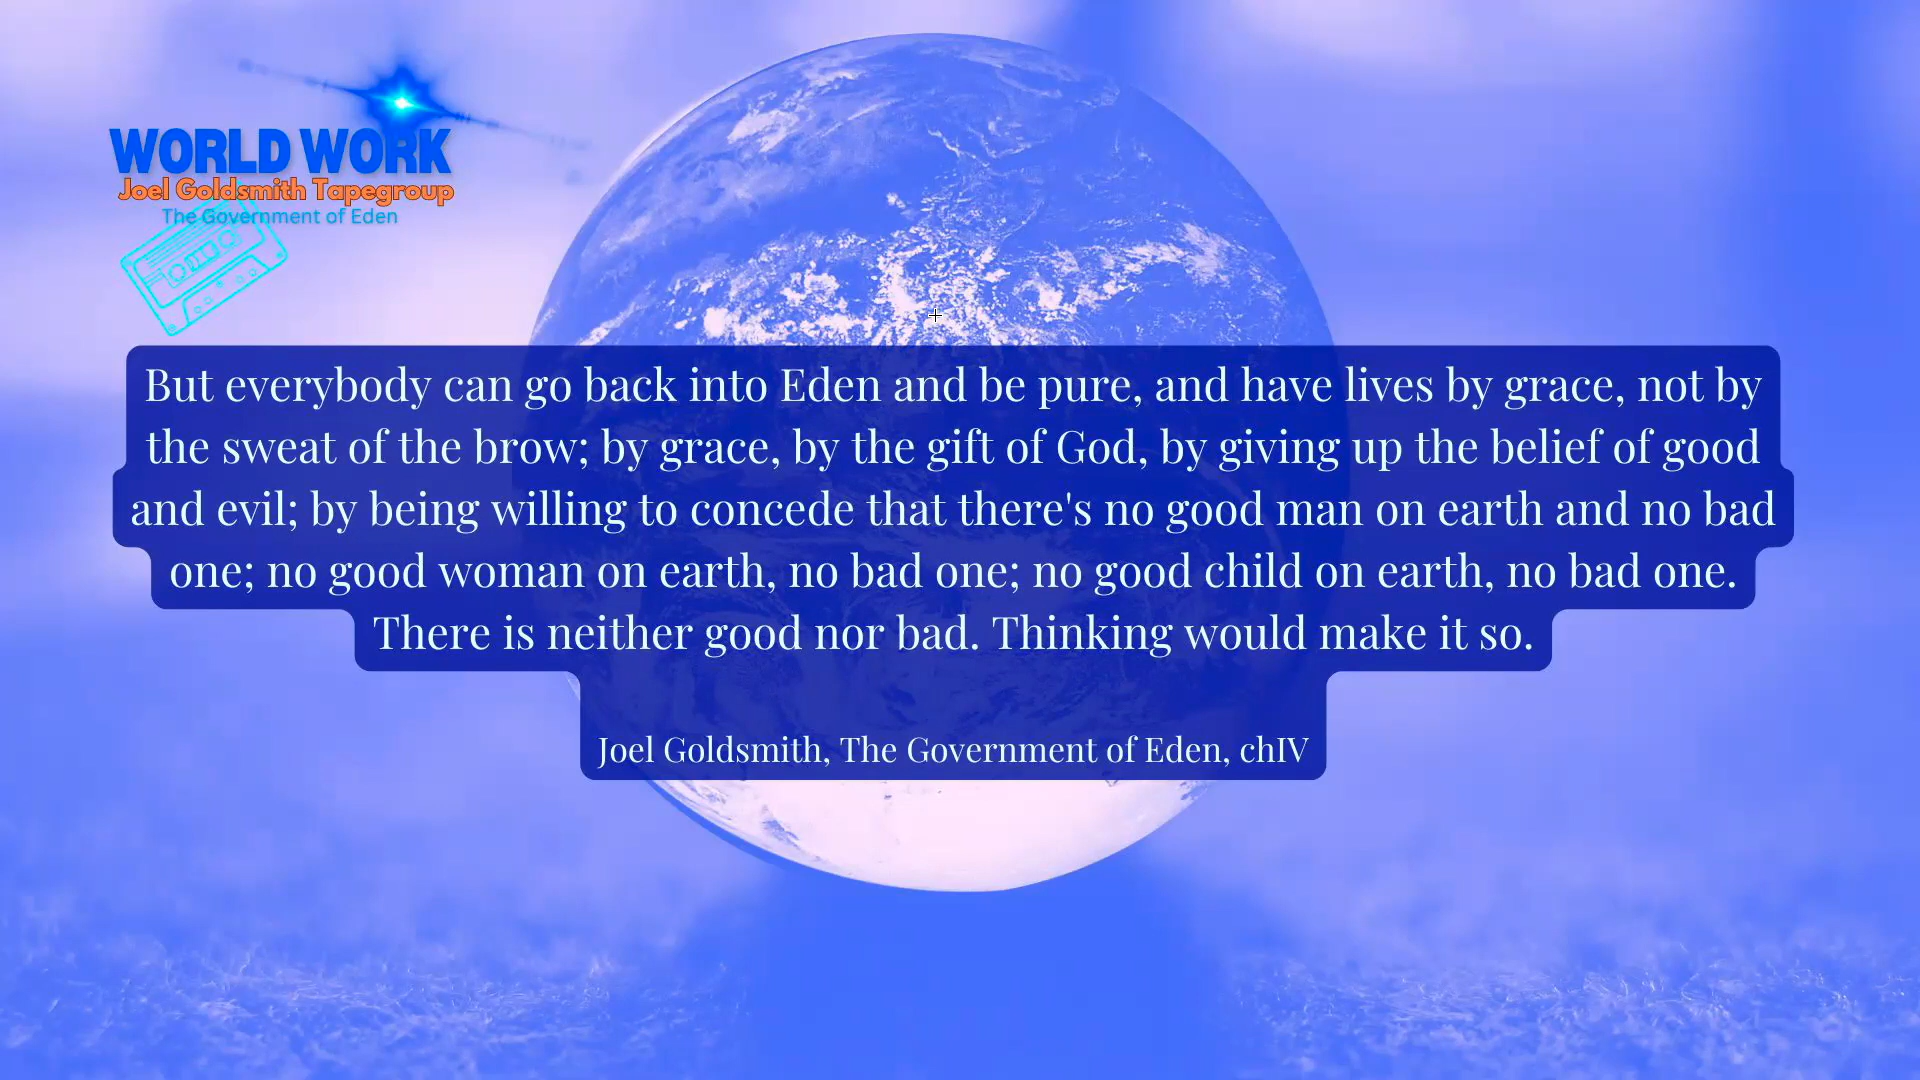 WORLD WORK
Joel Goldsmith Tapegroup
The Government of Eden
But everybody can go back into Eden and be pure, and have lives by grace, not by
the sweat of the brow; by grace, by the gift of God, by giving up the belief of good
and evil; by being willing to concede that there's no good man on earth and no bad
one; no good woman on earth, no bad one; no good child on earth, no bad one.
There is neither good nor bad. Thinking would make it so.
Joel Goldsmith, The Government of Eden, chIV